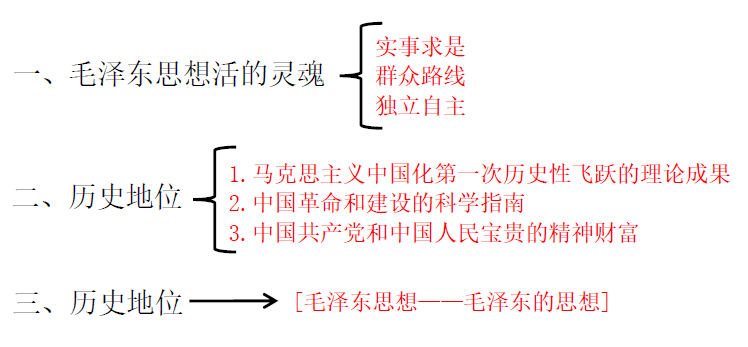 一、毛泽东思想活的灵魂
实事求是
群众路线
独立自主
二、历史地位
1.马克思主义中国化第一次历史性飞跃的理论成果
2.中国革命和建设的科学指南
3.中国共产党和中国人民宝贵的精神财富
三、历史地位
[毛泽东思想——毛泽东的思想]